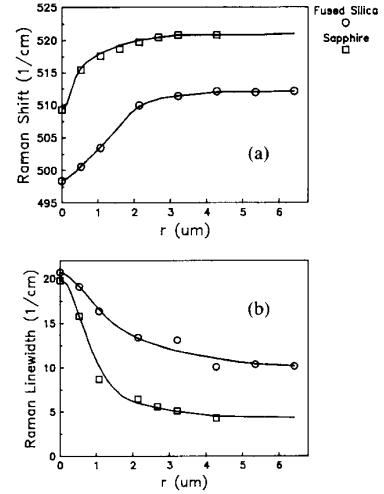 Fused Silica
Sapphire
525
520
515
510
505
500
495
Raman Shift (1/cm)
(a)
0 1 2 3 4 5 6
r (um)
20
15
10
5
0
Raman Linewidth (1/cm)
(b)
0 1 2 3 4 5 6
r (um)